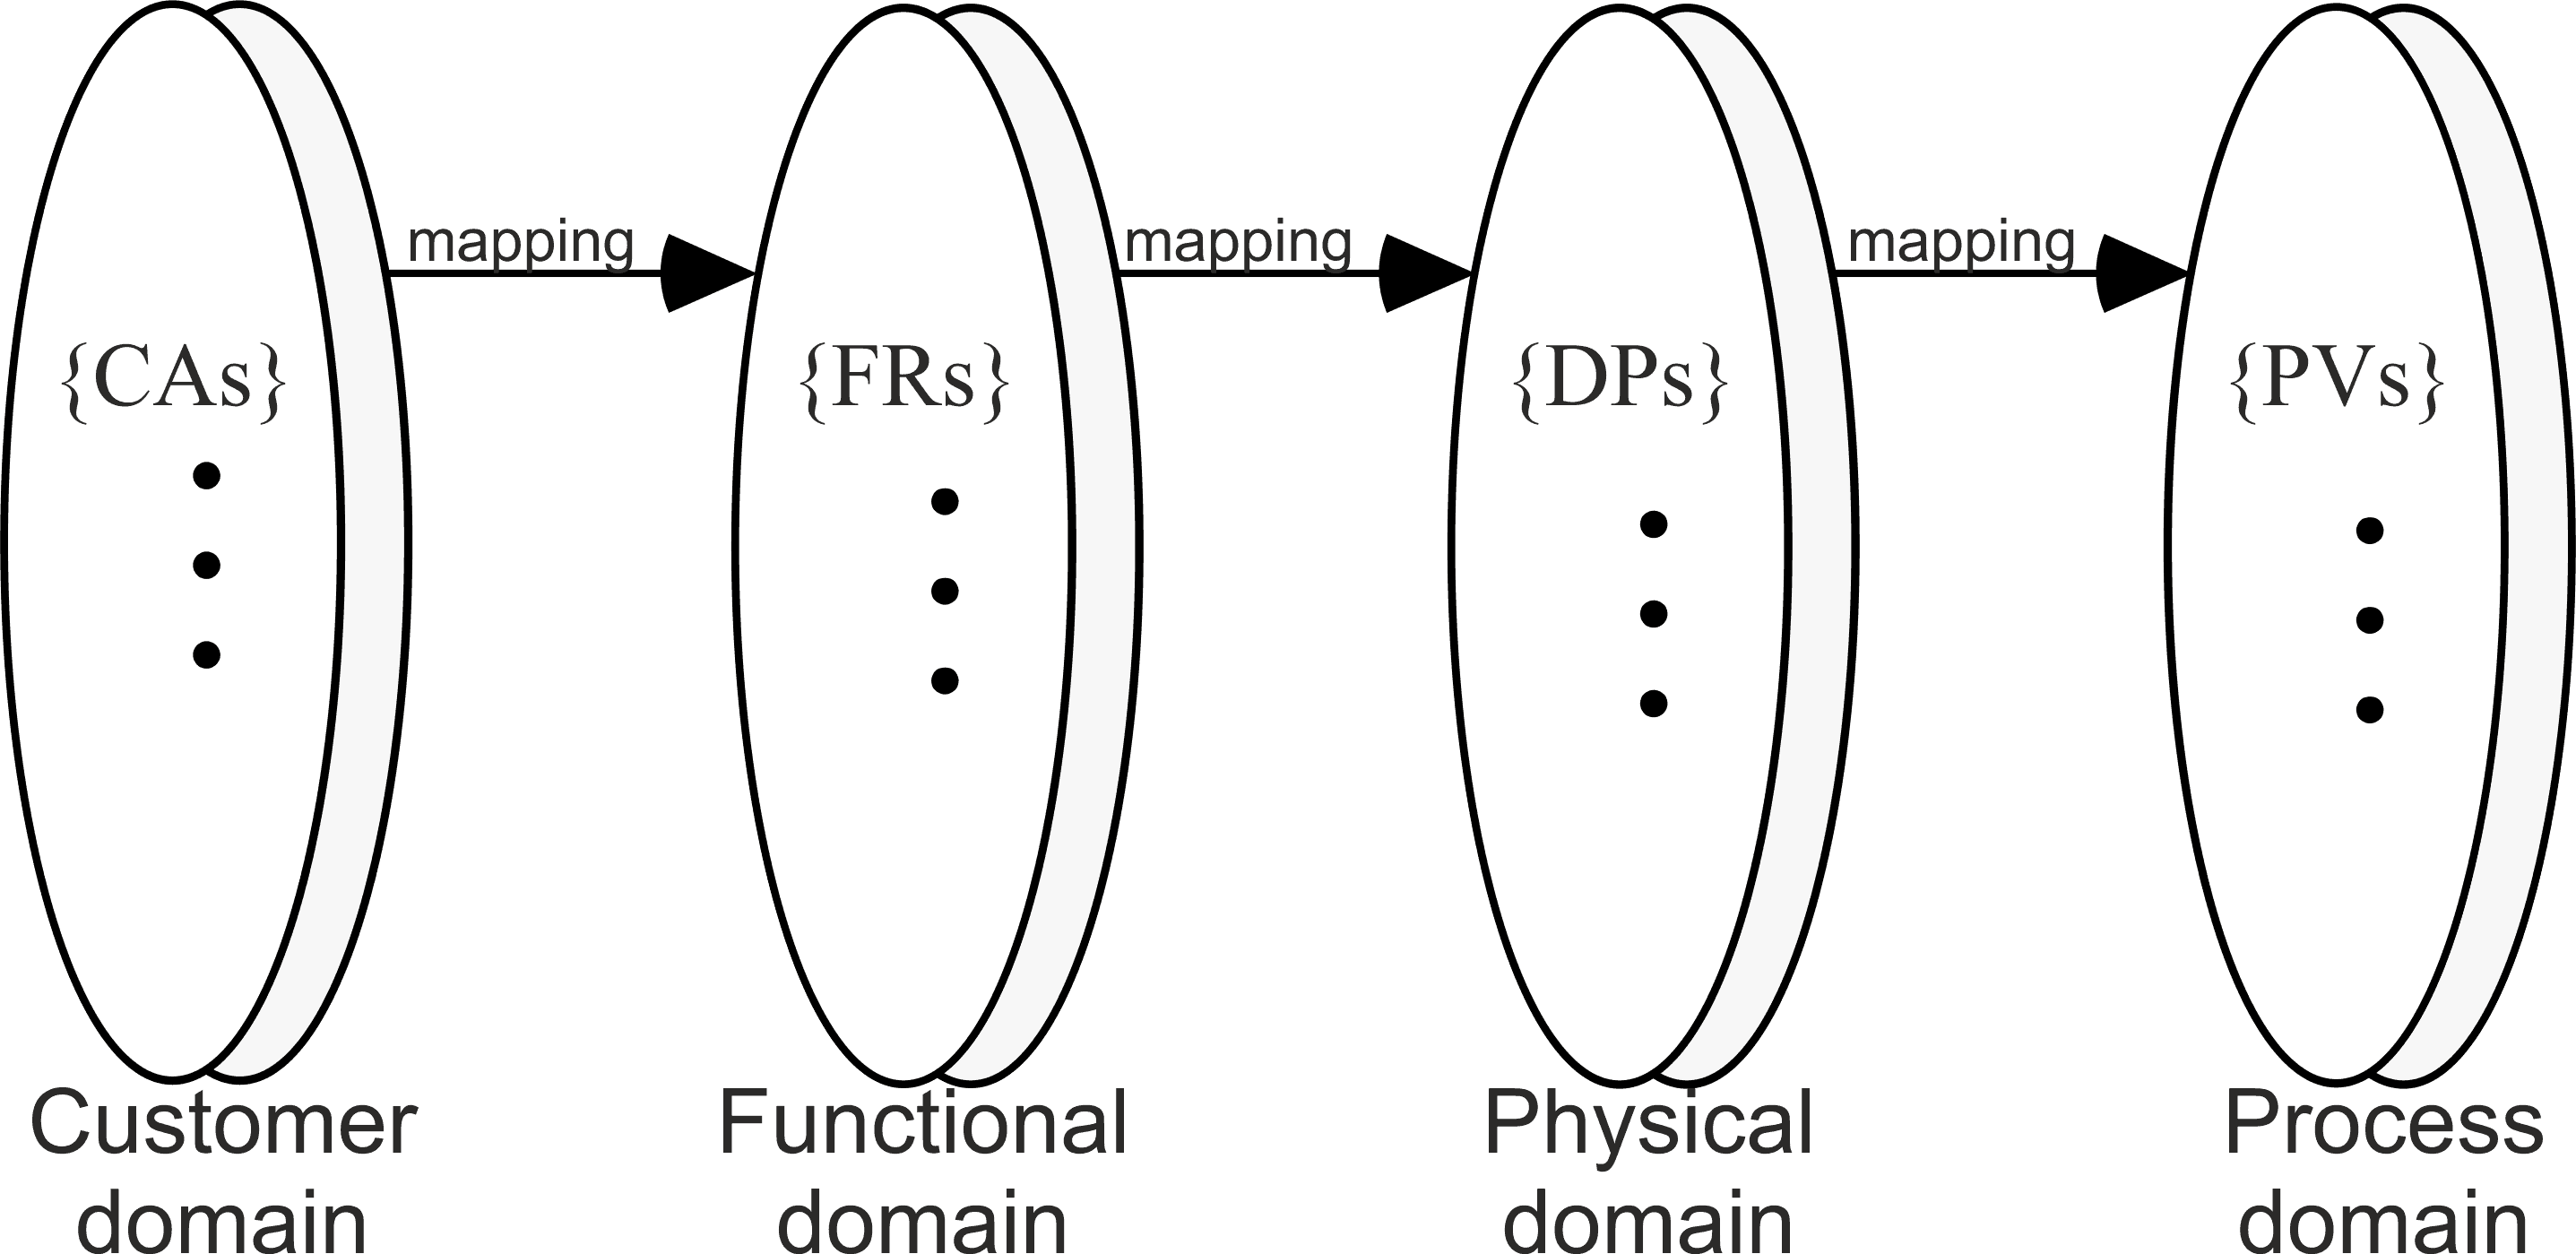 mapping
mapping
mapping
{CAs}
{FRs}
{DPs}
{PVs}
Customer
domain
Functional
domain
Physical
domain
Process
domain